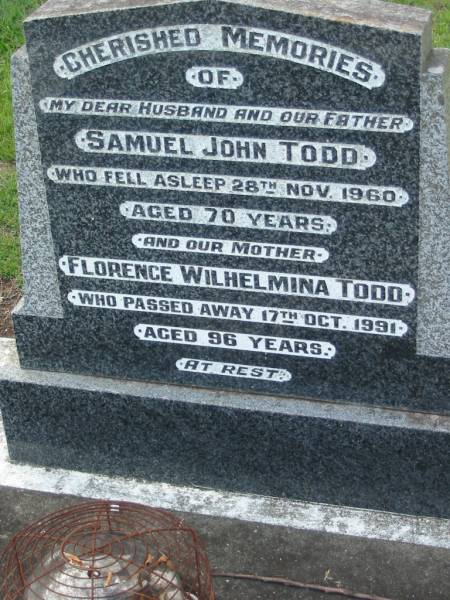 Cherished Memories
of
·My dear Husband and our Father·
·Samuel John Todd·
·who fell asleep 28th Nov. 1960·
·aged 70 years.·
·and our Mother·
·Florence Wilhelmina Todd·
·who passed away 17th Oct. 1991·
·aged 96 years.·
·at rest.·